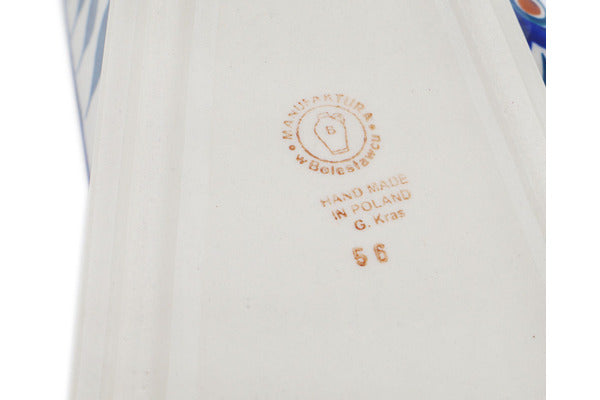 MANUFAKTURA
B
w Bolesławcu
HAND MADE
IN POLAND
G. Kras
56